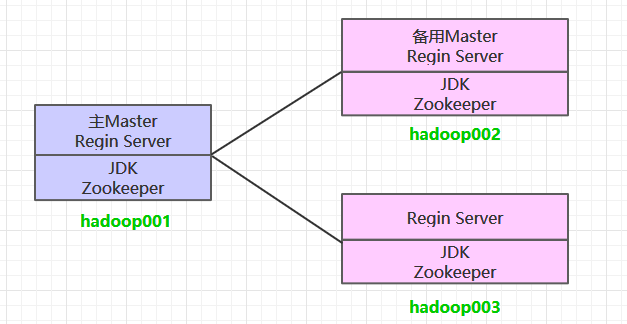 主Master
Regin Server
JDK
Zookeeper
hadoop001
备用Master
Regin Server
JDK
Zookeeper
hadoop002
Regin Server
JDK
Zookeeper
hadoop003